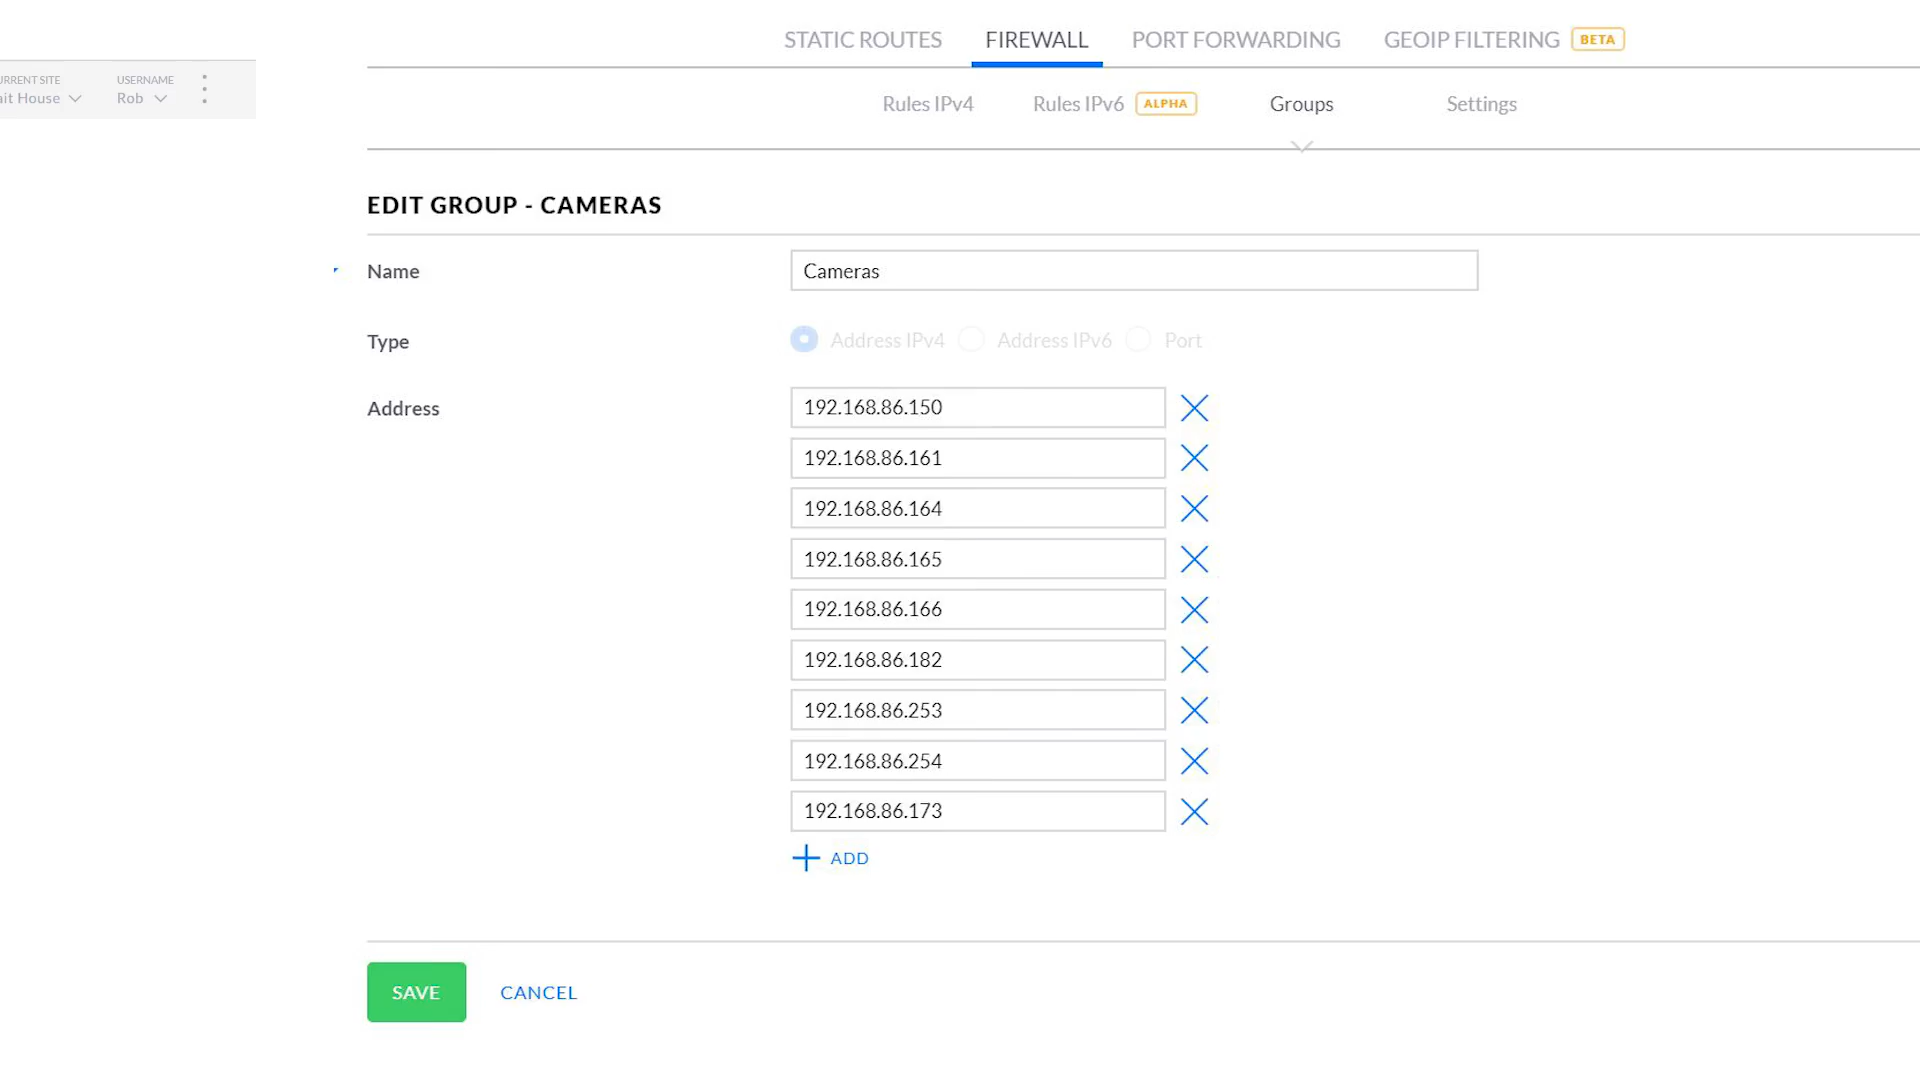 STATIC ROUTES FIREWALL PORT FORWARDING GEOIP FILTERING BETA
URRENT SITE USERNAME
ait House Rob
Rules IPv4 Rules IPv6 ALPHA Groups Settings
EDIT GROUP - CAMERAS
Name Cameras
Type Address IPv4 Address IPv6 Port
Address 192.168.86.150
192.168.86.161
192.168.86.164
192.168.86.165
192.168.86.166
192.168.86.182
192.168.86.253
192.168.86.254
192.168.86.173
ADD
SAVE CANCEL